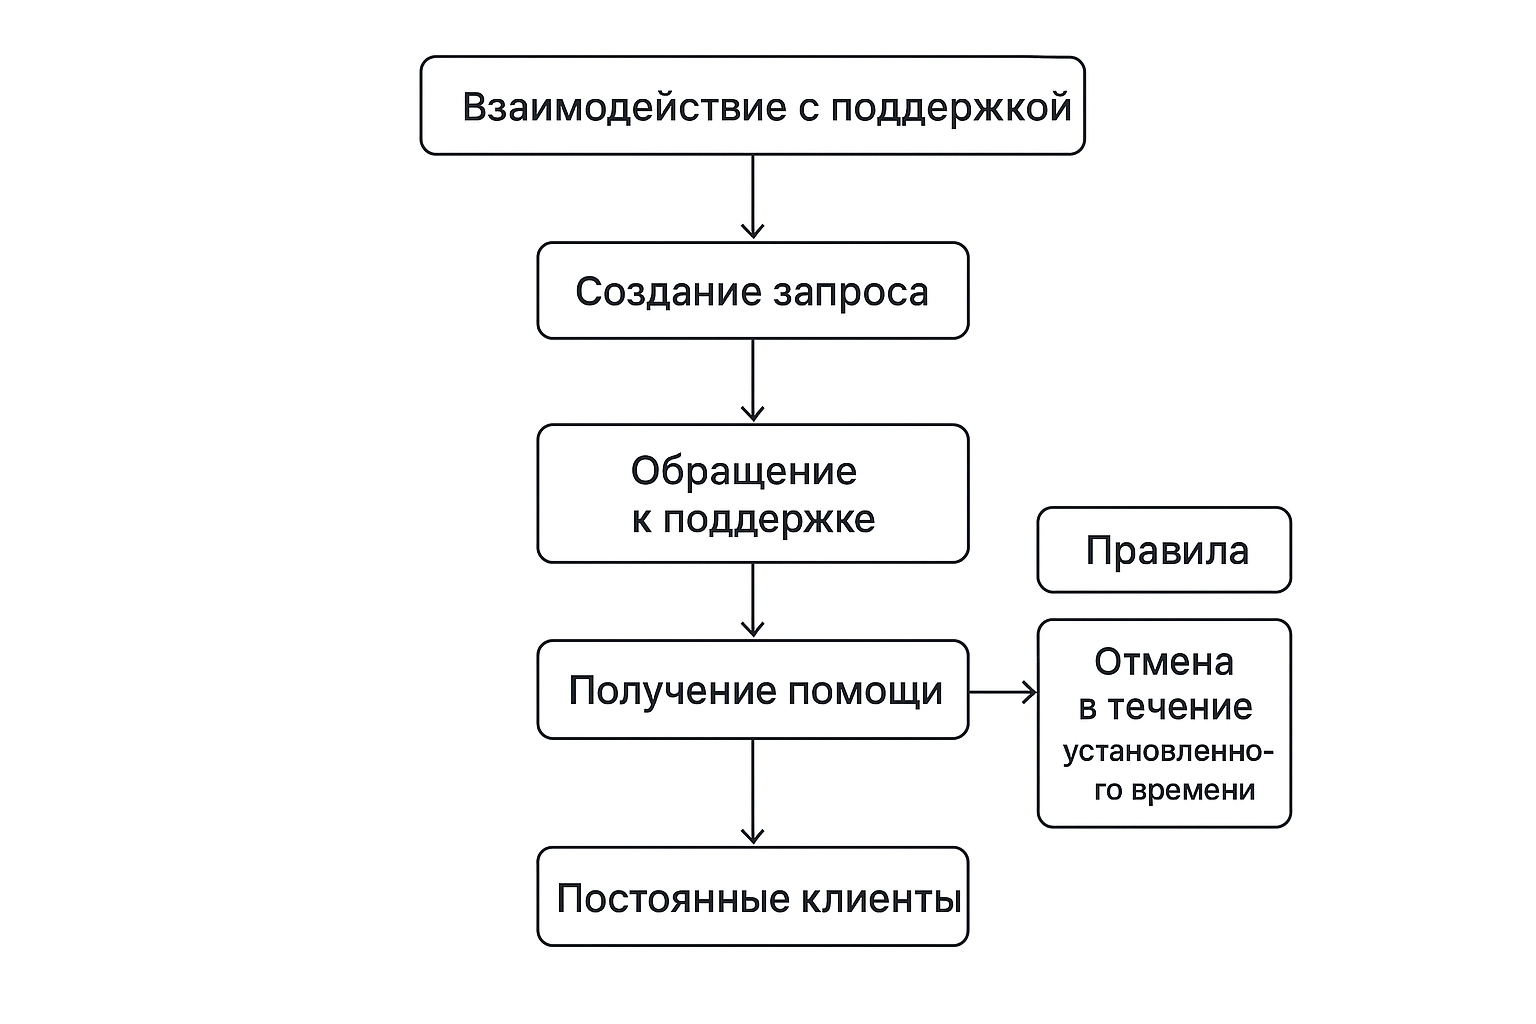 Взаимодействие с поддержкой
Создание запроса
Обращение
к поддержке
Правила
Получение помощи
Отмена
в течение
установленно-
го времени
Постоянные клиенты